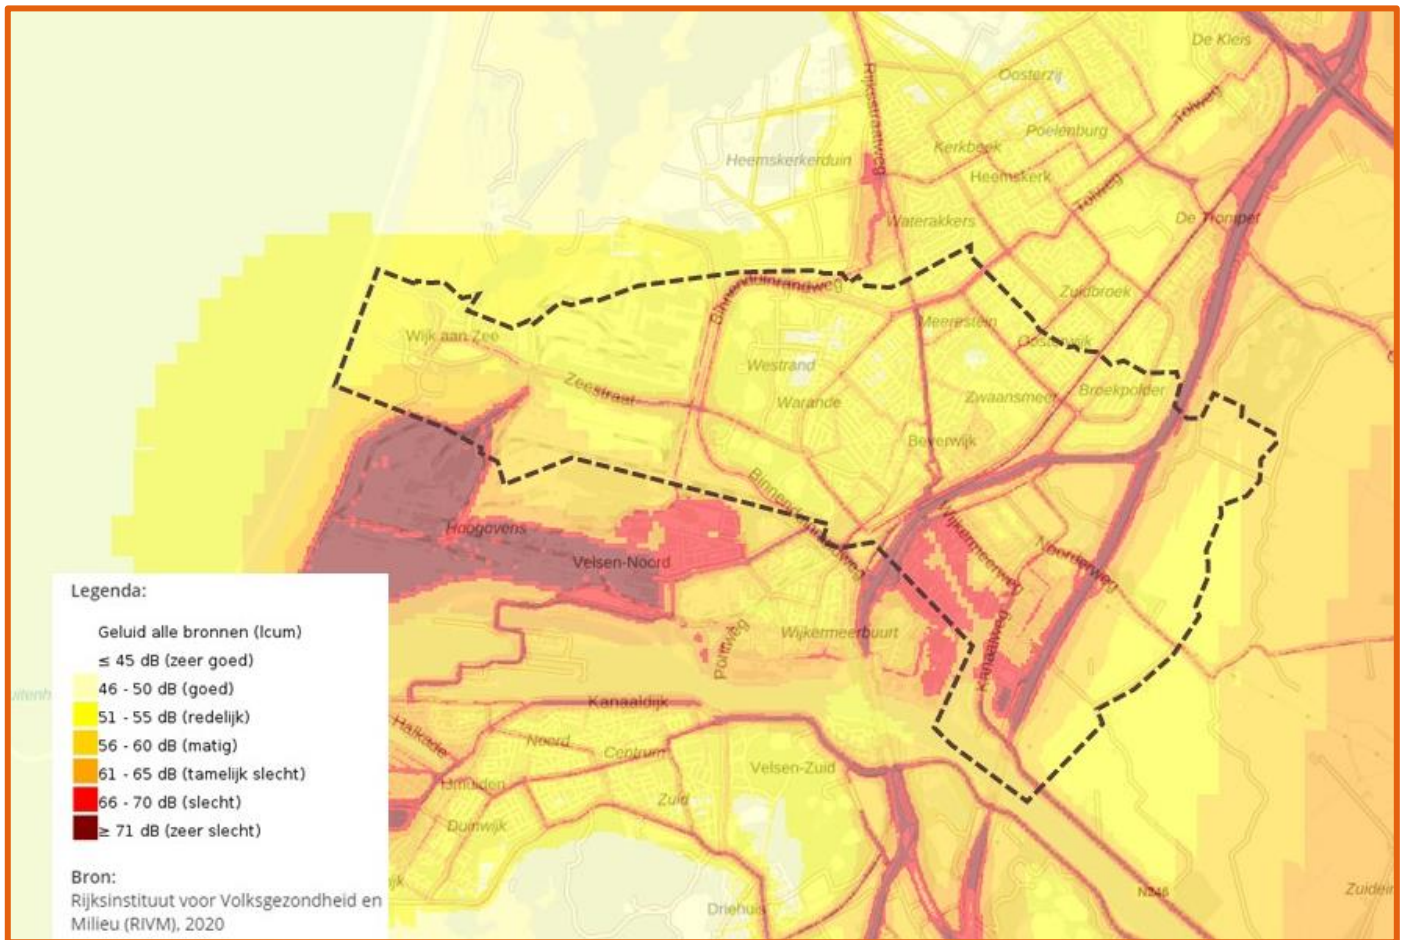 De Kleis
Oosterzij
Rijksstraatweg
Tolweg
Poelenburg
Kerkbeek
Heemskerkerduin
Heemskerk
Tolweg
Waterakkers
De Trompet
Binnenduinrandweg
Zuidbroek
Meerestein
Wijk aan Zee
Oosterwijk
Westrand
Zeestraat
Warande
Zwaansmeer
Broekpolder
Beverwijk
Hoogovens
Wijkermeerweg
Velsen-Noord
Noorderweg
Wijkermeerbuurt
Pontweg
Kanaalweg
Kanaaldijk
Halkade
Noord
Centrum
Velsen-Zuid
IJmuiden
Zuid
Duinwijk
Driehuis
N246
Legenda:
Geluid alle bronnen (lcum)
≤ 45 dB (zeer goed)
46 - 50 dB (goed)
51 - 55 dB (redelijk)
56 - 60 dB (matig)
61 - 65 dB (tamelijk slecht)
66 - 70 dB (slecht)
≥ 71 dB (zeer slecht)
Bron:
Rijksinstituut voor Volksgezondheid en
Milieu (RIVM), 2020